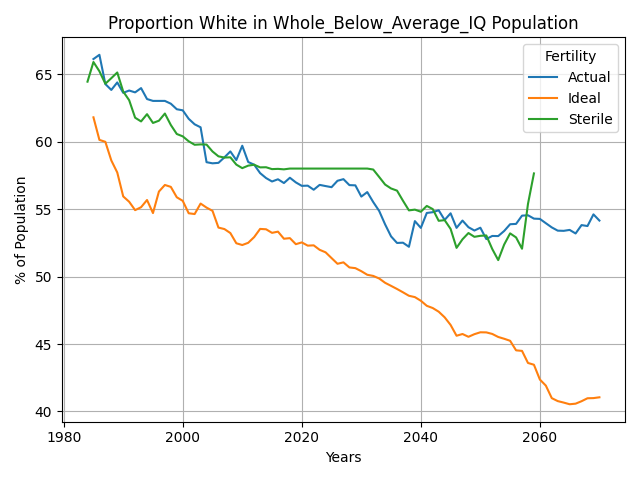 Proportion White in Whole_Below_Average_IQ Population
% of Population
65
60
55
50
45
40
Fertility
Actual
Ideal
Sterile
1980
2000
2020
2040
2060
Years